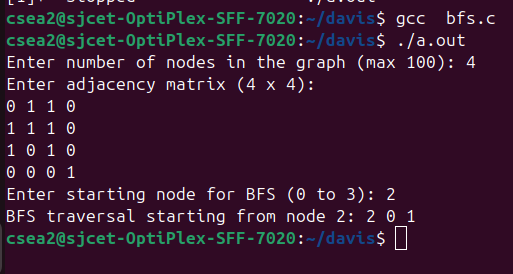 [1]+  Stopped                 ./a.out
csea2@sjcet-OptiPlex-SFF-7020:~/davis$ gcc  bfs.c
csea2@sjcet-OptiPlex-SFF-7020:~/davis$ ./a.out
Enter number of nodes in the graph (max 100): 4
Enter adjacency matrix (4 x 4):
0 1 1 0
1 1 1 0
1 0 1 0
0 0 0 1
Enter starting node for BFS (0 to 3): 2
BFS traversal starting from node 2: 2 0 1
csea2@sjcet-OptiPlex-SFF-7020:~/davis$